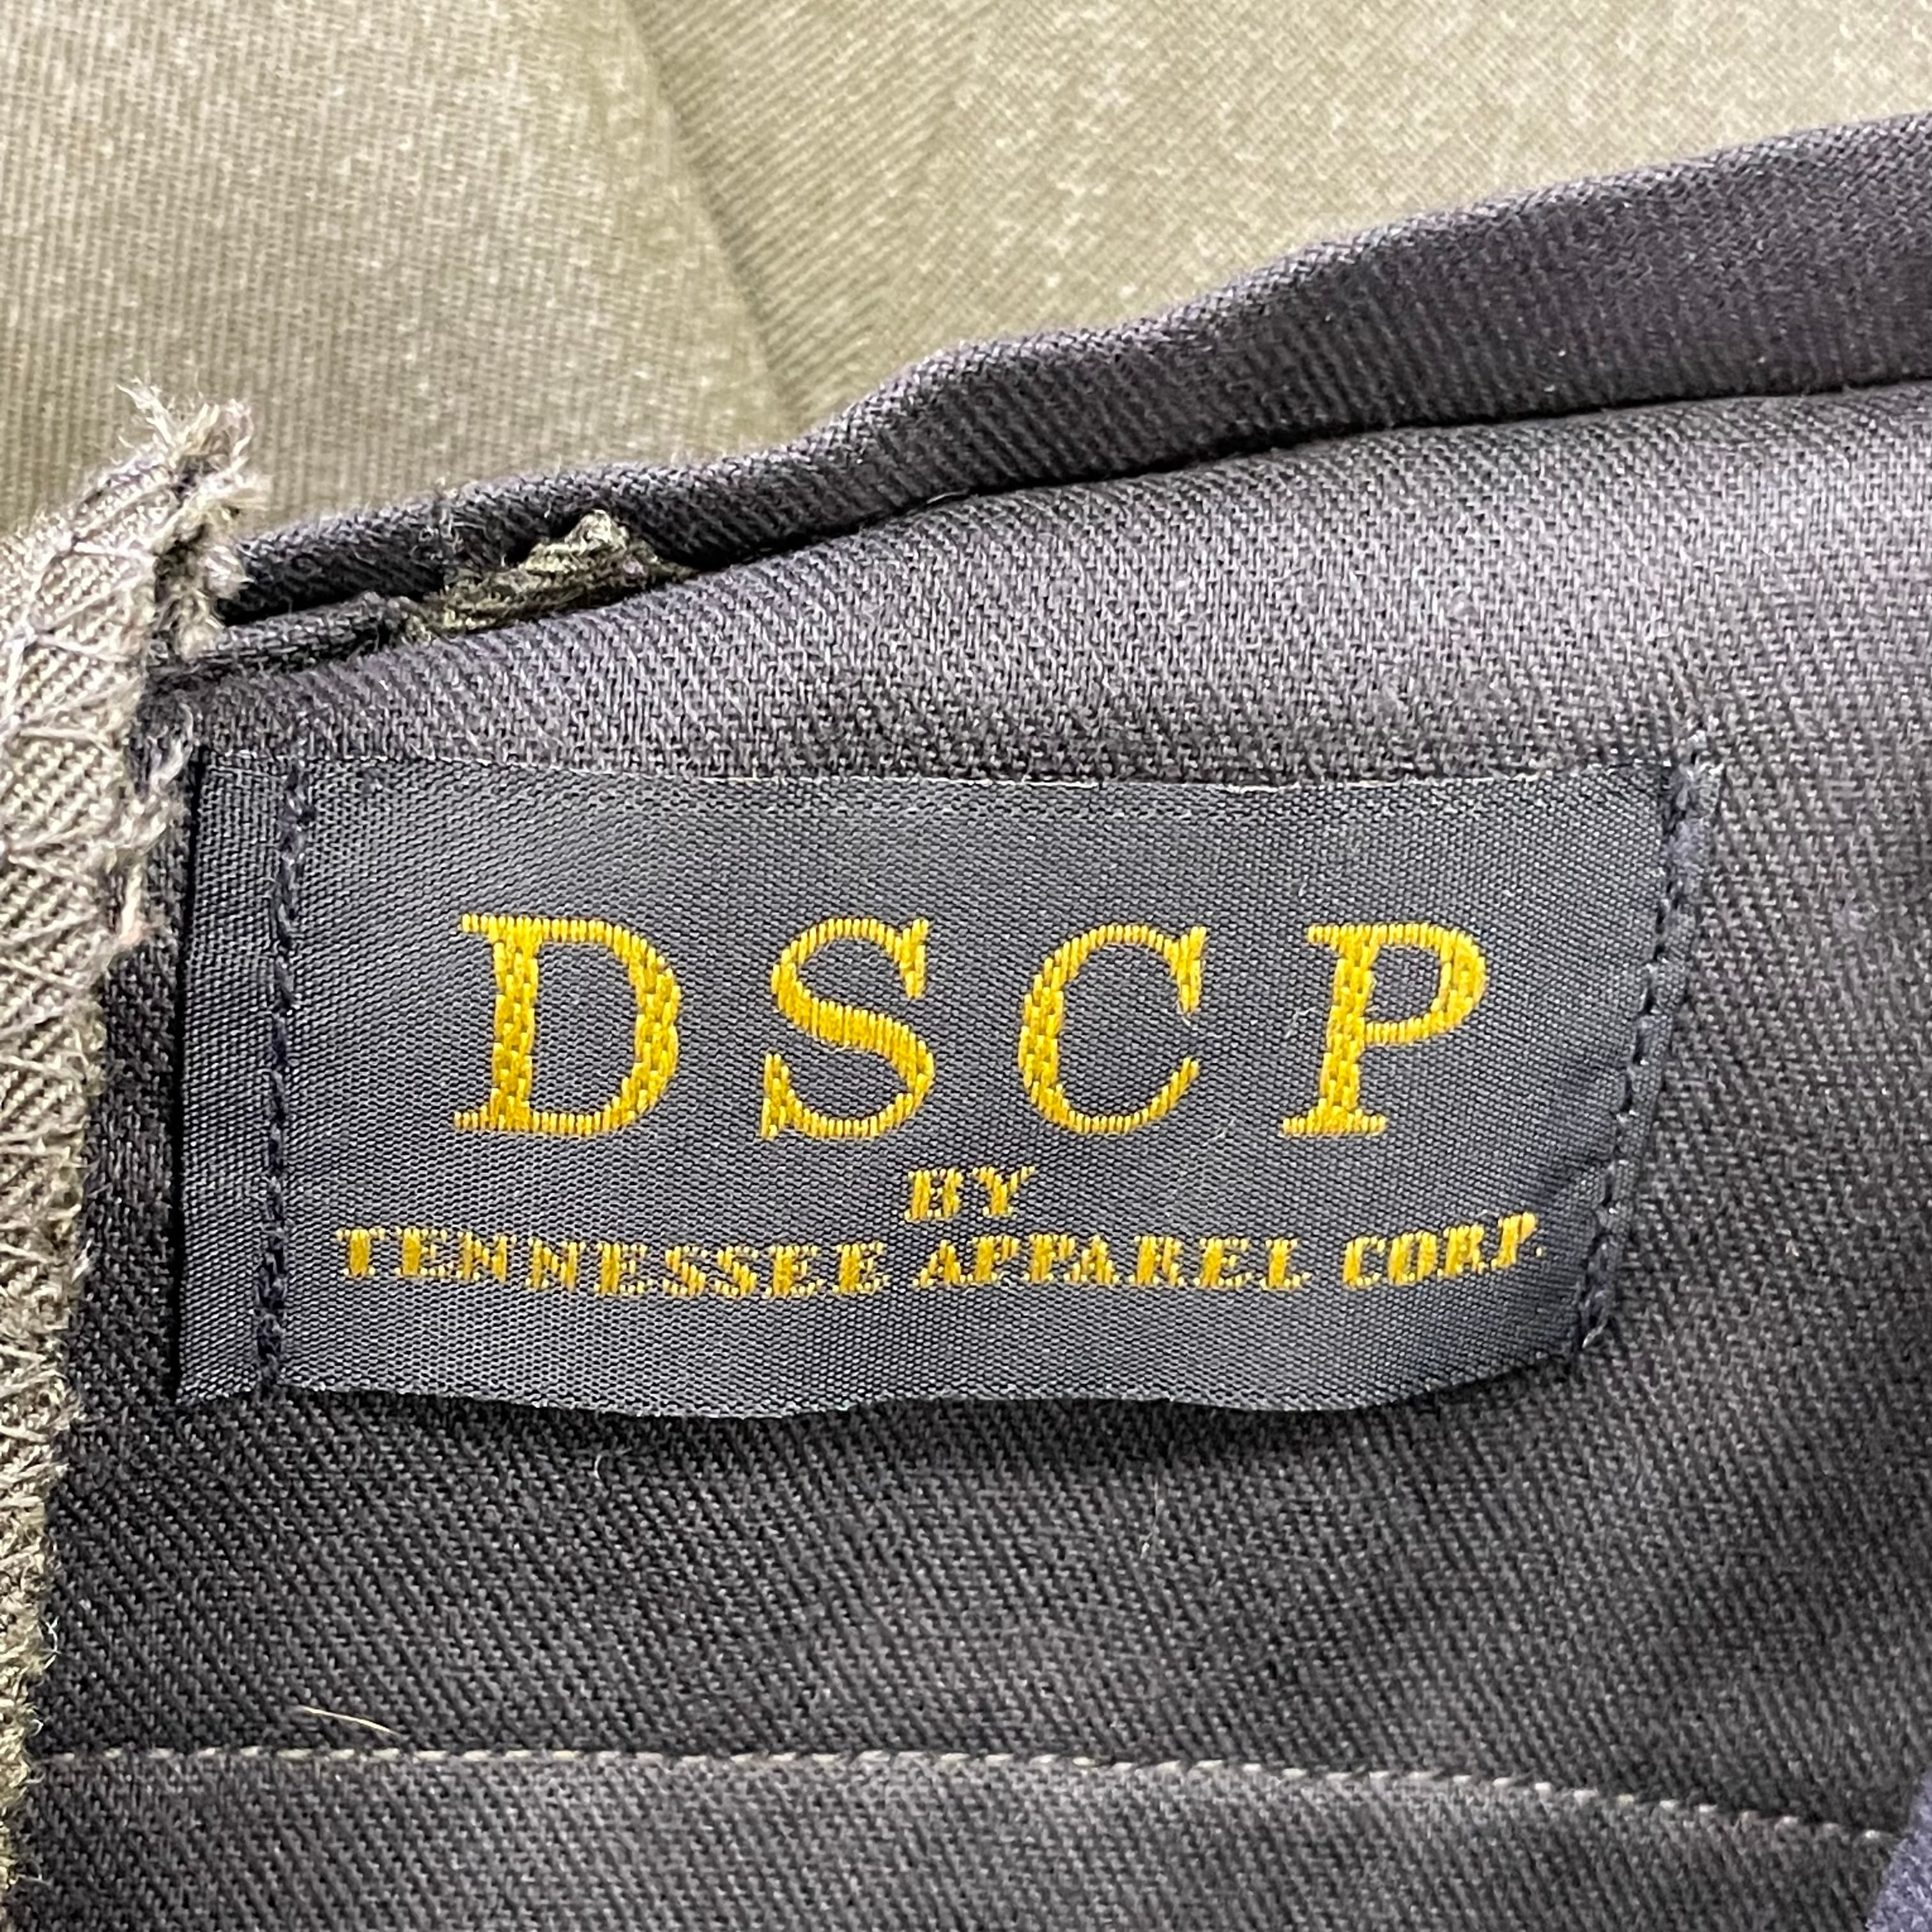 DSCP
BY
TENNESSEE APPAREL CORP.